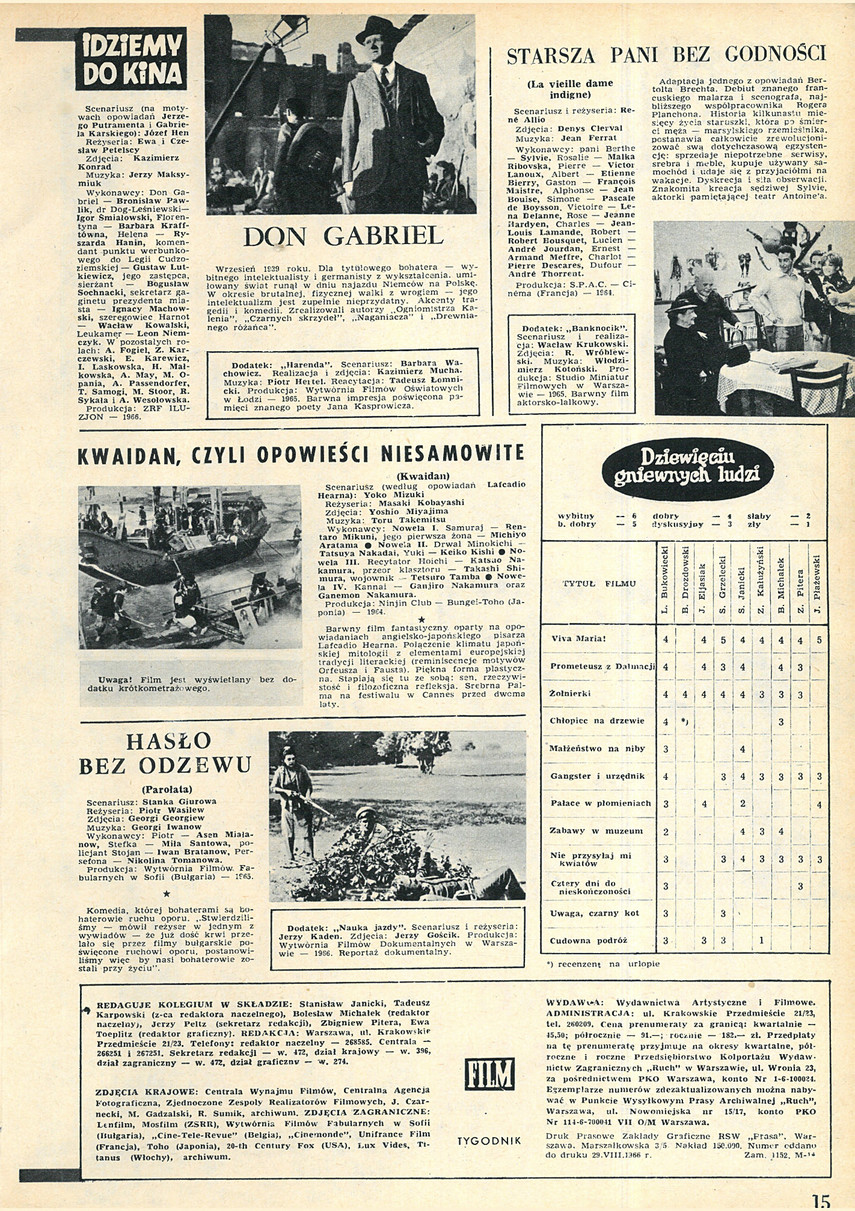 IDZIEMY
DO KINA
Scenariusz (na moty-
wach opowiadań Jerze-
go Putramenta i Gabrie-
la Karskiego): Józef Hen
Reżyseria: Ewa i Cze-
sław Petelscy
Zdjęcia: Kazimierz
Konrad
Muzyka: Jerzy Maksy-
miuk
Wykonawcy: Don Ga-
briel — Bronisław Paw-
lik, dr Dog-Leśniewski—
Igor Śmiałowski, Floren-
tyna — Barbara Krafft-
ówna, Helena — Ry-
szarda Hanin, komen-
dant punktu werbunko-
wego do Legii Cudzo-
ziemskiej — Gustaw Lut-
kiewicz, jego zastępca,
sierżant — Bogusław
Sochnacki, sekretarz ga-
ginetu prezydenta mia-
sta — Ignacy Machow-
ski, szeregowiec Harnot
— Wacław Kowalski,
Leukamer — Leon Niem-
czyk. W pozostałych ro-
lach: A. Fogiel, Z. Kar-
czewski, E. Karewicz,
I. Laskowska, H. Mał-
kowska, A. May, M. O-
pania, A. Passendorfer,
T. Samogi, M. Stoor, R.
Sykała i A. Wesołowska.
Produkcja: ZRF ILU-
ZJON — 1966.
DON GABRIEL
Wrzesień 1939 roku. Dla tytułowego bohatera — wy-
bitnego intelektualisty i germanisty z wykształcenia, umi-
łowany świat runął w dniu najazdu Niemców na Polskę.
W okresie brutalnej, fizycznej walki z wrogiem — jego
intelektualizm jest zupełnie nieprzydatny. Akcenty tra-
gedii i komedii. Zrealizowali autorzy „Ogniomistrza Ka-
lenia”, „Czarnych skrzydeł”, „Naganiacza” i „Drewnia-
nego różańca”.
Dodatek: „Harenda”. Scenariusz: Barbara Wa-
chowicz. Realizacja i zdjęcia: Kazimierz Mucha.
Muzyka: Piotr Hertel. Reacytacja: Tadeusz Łomni-
cki. Produkcja: Wytwórnia Filmów Oświatowych
w Łodzi — 1965. Barwna impresja poświęcona pa-
mięci znanego poety Jana Kasprowicza.
STARSZA PANI BEZ GODNOŚCI
(La vieille dame
indigne)
Scenariusz i reżyseria: Re-
né Allio
Zdjęcia: Denys Clerval
Muzyka: Jean Ferrat
Wykonawcy: pani Berthe
— Sylvie, Rosalie — Malka
Ribovska, Pierre — Victor
Lanoux, Albert — Etienne
Bierry, Gaston — François
Maistre, Alphonse — Jean
Bouise, Simone — Pascale
de Boysson, Victoire — Le-
na Delanne, Rose — Jeanne
Hardyen, Charles — Jean-
Louis Lamande, Robert —
Robert Bousquet, Lucien —
André Jourdan, Ernest —
Armand Meffre, Charlot —
Pierre Descares, Dufour —
André Thorrent.
Produkcja: S.P.A.C. — Ci-
néma (Francja) — 1964.
Dodatek: „Banknocik”.
Scenariusz i realiza-
cja: Wacław Krukowski.
Zdjęcia: R. Wróblew-
ski. Muzyka: Włodzi-
mierz Kotoński. Pro-
dukcja: Studio Miniatur
Filmowych w Warsza-
wie — 1965. Barwny film
aktorsko-lalkowy.
Adaptacja jednego z opowiadań Ber-
tolta Brechta. Debiut znanego fran-
cuskiego malarza i scenografa, naj-
bliższego współpracownika Rogera
Planchona. Historia kilkunastu mie-
sięcy życia staruszki, która po śmier-
ci męża — marsylskiego rzemieślnika,
postanawia całkowicie zrewolucjoni-
zować swą dotychczasową egzysten-
cję: sprzedaje niepotrzebne serwisy,
srebra i meble, kupuje używany sa-
mochód i udaje się z przyjaciółmi na
wakacje. Dyskrecja i siła obserwacji.
Znakomita kreacja sędziwej Sylvie,
aktorki pamiętającej teatr Antoine'a.
KWAIDAN, CZYLI OPOWIEŚCI NIESAMOWITE
Uwaga! Film jest wyświetlany bez do-
datku krótkometrażowego.
(Kwaidan)
Scenariusz (według opowiadań Lafcadio
Hearna): Yoko Mizuki
Reżyseria: Masaki Kobayashi
Zdjęcia: Yoshio Miyajima
Muzyka: Toru Takemitsu
Wykonawcy: Nowela I. Samuraj — Ren-
taro Mikuni, jego pierwsza żona — Michiyo
Aratama ● Nowela II. Drwal Minokichi —
Tatsuya Nakadai, Yuki — Keiko Kishi ● No-
wela III. Recytator Hoichi — Katsuo Na-
kamura, przeor klasztoru — Takashi Shi-
mura, wojownik — Tetsuro Tamba ● Nowe-
la IV. Kannai — Ganjiro Nakamura oraz
Ganemon Nakamura.
Produkcja: Ninjin Club — Bungei-Toho (Ja-
ponia) — 1964.
★
Barwny film fantastyczny oparty na opo-
wiadaniach angielsko-japońskiego pisarza
Lafcadio Hearna. Połączenie klimatu japoń-
skiej mitologii z elementami europejskiej
tradycji literackiej (reminiscencje motywów
Orfeusza i Fausta). Piękna forma plastycz-
na. Stapiają się tu ze sobą: sen, rzeczywi-
stość i filozoficzna refleksja. Srebrna Pal-
ma na festiwalu w Cannes przed dwoma
laty.
HASŁO
BEZ ODZEWU
(Parolata)
Scenariusz: Stanka Giurowa
Reżyseria: Piotr Wasilew
Zdjęcia: Georgi Georgiew
Muzyka: Georgi Iwanow
Wykonawcy: Piotr — Asen Miała-
now, Stefka — Miła Santowa, po-
licjant Stojan — Iwan Bratanow, Per-
sefona — Nikolina Tomanowa.
Produkcja: Wytwórnia Filmów Fa-
bularnych w Sofii (Bułgaria) — 1965.
★
Komedia, której bohaterami są bo-
haterowie ruchu oporu. „Stwierdzili-
śmy — mówił reżyser w jednym z
wywiadów — że już dość krwi prze-
lało się przez filmy bułgarskie po-
święcone ruchowi oporu, postanowi-
liśmy więc by nasi bohaterowie zo-
stali przy życiu”.
Dodatek: „Nauka jazdy”. Scenariusz i reżyseria:
Jerzy Kaden. Zdjęcia: Jerzy Gościk. Produkcja:
Wytwórnia Filmów Dokumentalnych w Warsza-
wie — 1966. Reportaż dokumentalny.
Dziewięciu
gniewnych ludzi
wybitny — 6 dobry — 4 słaby — 2
b. dobry — 5 dyskusyjny — 3 zły — 1
TYTUŁ FILMU L. Bukowiecki B. Drozdowski J. Eljasiak S. Grzelecki S. Janicki Z. Kałużyński B. Michałek Z. Pitera J. Płażewski
Viva Maria! 4 4 5 4 4 4 4 5
Prometeusz z Dalmacji 4 4 3 4 4 3
Żołnierki 4 4 4 4 4 3 3 3
Chłopiec na drzewie 4 *) 3
Małżeństwo na niby 3 4
Gangster i urzędnik 4 3 4 3 3 3 3
Pałace w płomieniach 3 4 2 4
Zabawy w muzeum 2 4 3 4
Nie przysyłaj mi
kwiatów 3 3 4 3 3 3 3
Cztery dni do
nieskończoności 3 3
Uwaga, czarny kot 3 3
Cudowna podróż 3 3 3 1
*) recenzent na urlopie
REDAGUJE KOLEGIUM W SKŁADZIE: Stanisław Janicki, Tadeusz
Karpowski (z-ca redaktora naczelnego), Bolesław Michałek (redaktor
naczelny), Jerzy Peltz (sekretarz redakcji), Zbigniew Pitera, Ewa
Toeplitz (redaktor graficzny). REDAKCJA: Warszawa, ul. Krakowskie
Przedmieście 21/23. Telefony: redaktor naczelny — 268585. Centrala —
266251 i 267251. Sekretarz redakcji — w. 472, dział krajowy — w. 396,
dział zagraniczny — w. 472, dział graficzny — w. 274.
ZDJĘCIA KRAJOWE: Centrala Wynajmu Filmów, Centralna Agencja
Fotograficzna, Zjednoczone Zespoły Realizatorów Filmowych, J. Czar-
necki, M. Gadzalski, R. Sumik, archiwum. ZDJĘCIA ZAGRANICZNE:
Lenfilm, Mosfilm (ZSRR), Wytwórnia Filmów Fabularnych w Sofii
(Bułgaria), „Cine-Tele-Revue” (Belgia), „Cinemonde”, Unifrance Film
(Francja), Toho (Japonia), 20-th Century Fox (USA), Lux Vides, Ti-
tanus (Włochy), archiwum.
FILM
TYGODNIK
WYDAWCA: Wydawnictwa Artystyczne i Filmowe.
ADMINISTRACJA: ul. Krakowskie Przedmieście 21/23,
tel. 260209. Cena prenumeraty za granicą: kwartalnie —
45,50; półrocznie — 91.—; rocznie — 182.— zł. Przedpłaty
na tę prenumeratę przyjmuje na okresy kwartalne, pół-
roczne i roczne Przedsiębiorstwo Kolportażu Wydaw-
nictw Zagranicznych „Ruch” w Warszawie, ul. Wronia 23,
za pośrednictwem PKO Warszawa, konto Nr 1-6-100024.
Egzemplarze numerów zdezaktualizowanych można naby-
wać w Punkcie Wysyłkowym Prasy Archiwalnej „Ruch”,
Warszawa, ul. Nowomiejska nr 15/17, konto PKO
Nr 114-6-700041 VII O/M Warszawa.
Druk Prasowe Zakłady Graficzne RSW „Prasa”, War-
szawa. Marszałkowska 3/5. Nakład 150.090. Numer oddano
do druku 29.VIII.1966 r. Zam. 1152. M-14
15